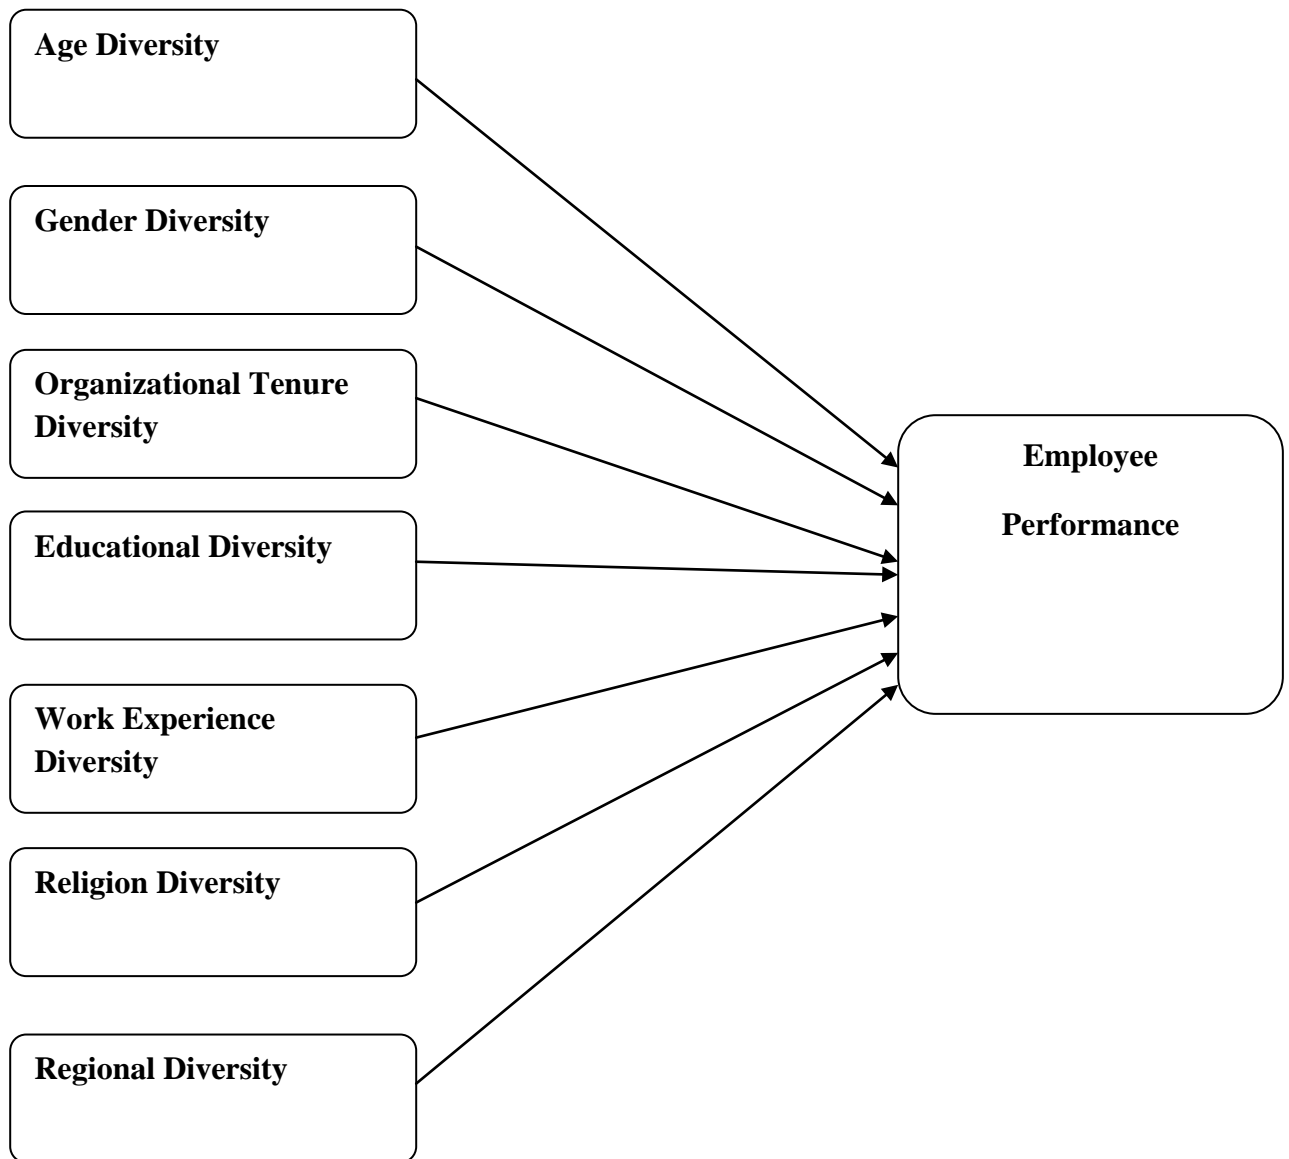 Age Diversity
Gender Diversity
Organizational Tenure
Diversity
Educational Diversity
Work Experience
Diversity
Religion Diversity
Regional Diversity
Employee
Performance